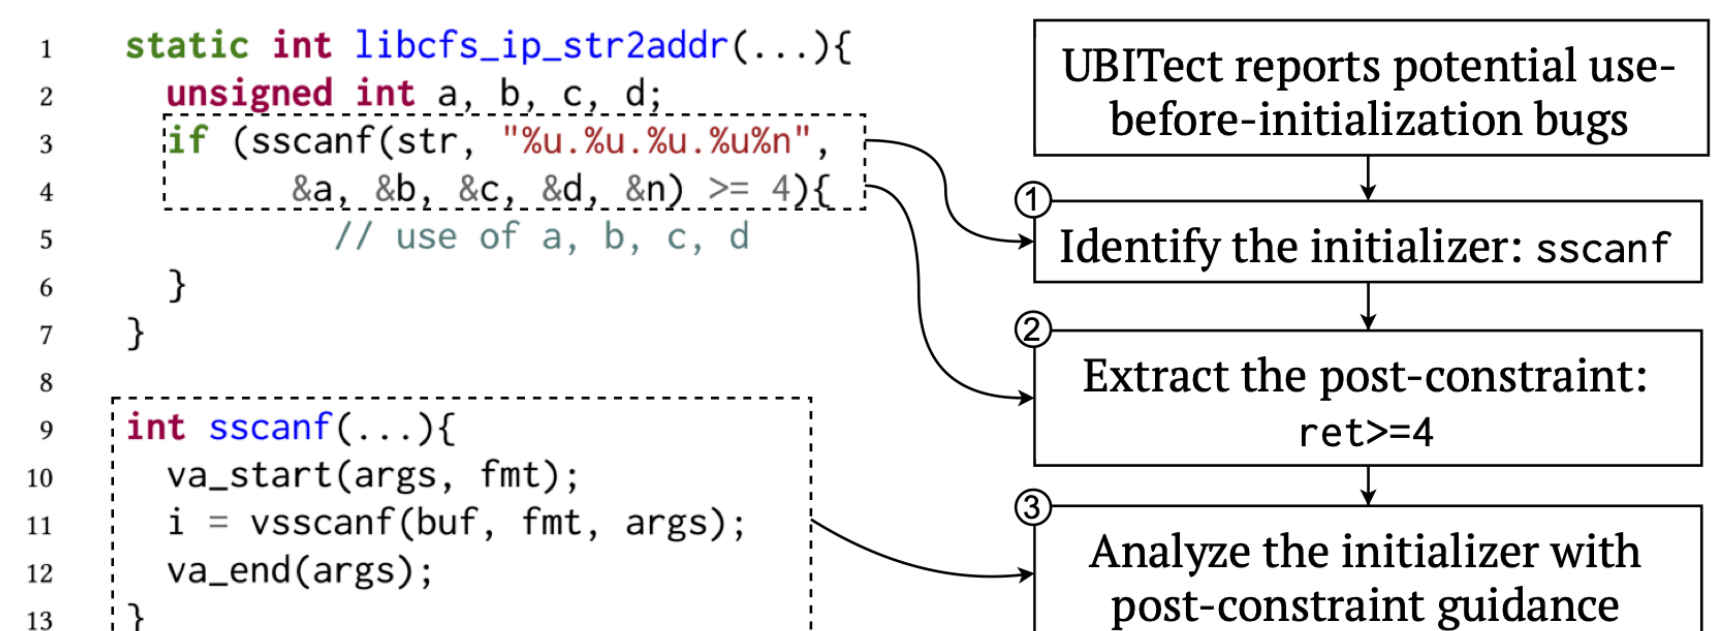 1 static int libcfs_ip_str2addr(...){
2 unsigned int a, b, c, d;
3 if (sscanf(str, "%u.%u.%u.%u%n",
4 &a, &b, &c, &d, &n) >= 4){
5 // use of a, b, c, d
6 }
7 }
8
9 int sscanf(...){
10 va_start(args, fmt);
11 i = vsscanf(buf, fmt, args);
12 va_end(args);
13 }
UBITect reports potential use-
before-initialization bugs
1
Identify the initializer: sscanf
2
Extract the post-constraint:
ret>=4
3
Analyze the initializer with
post-constraint guidance